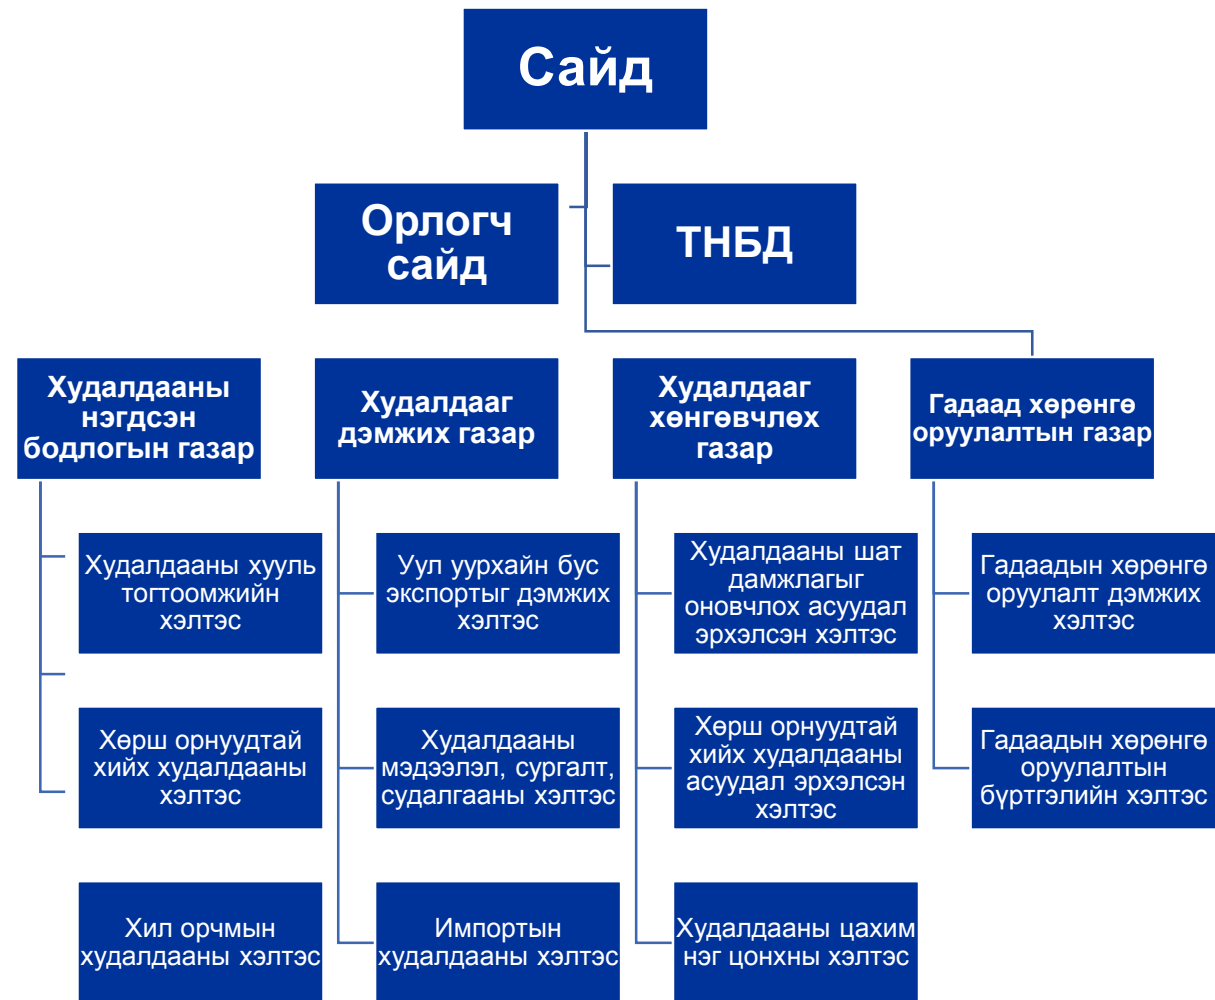 Сайд
Орлогч
сайд
ТНБД
Худалдааны
нэгдсэн
бодлогын газар
Худалдааг
дэмжих газар
Худалдааг
хөнгөвчлөх
газар
Гадаад хөрөнгө
оруулалтын газар
Худалдааны хууль
тогтоомжийн
хэлтэс
Уул уурхайн бус
экспортыг дэмжих
хэлтэс
Худалдааны шат
дамжлагыг
оновчлох асуудал
эрхэлсэн хэлтэс
Гадаадын хөрөнгө
оруулалт дэмжих
хэлтэс
Хөрш орнуудтай
хийх худалдааны
хэлтэс
Худалдааны
мэдээлэл, сургалт,
судалгааны хэлтэс
Хөрш орнуудтай
хийх худалдааны
асуудал эрхэлсэн
хэлтэс
Гадаадын хөрөнгө
оруулалтын
бүртгэлийн хэлтэс
Хил орчмын
худалдааны хэлтэс
Импортын
худалдааны хэлтэс
Худалдааны цахим
нэг цонхны хэлтэс